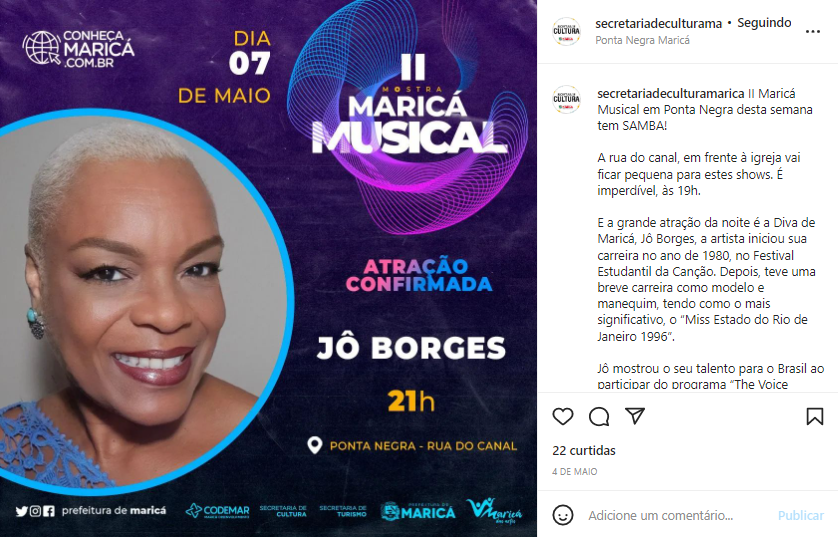 CONHEÇA
MARICÁ
.COM.BR
DIA
07
DE MAIO
II
MOSTRA
MARICÁ
MUSICAL
ATRAÇÃO
CONFIRMADA
JÔ BORGES
21h
PONTA NEGRA - RUA DO CANAL
prefeitura de maricá
CODEMAR
SECRETARIA DE
CULTURA
SECRETARIA DE
TURISMO
PREFEITURA DE
MARICÁ
Maricá
das artes
CULTURA
secretariadeculturama • Seguindo
Ponta Negra Maricá
CULTURA
secretariadeculturamarica II Maricá
Musical em Ponta Negra desta semana
tem SAMBA!
A rua do canal, em frente à igreja vai
ficar pequena para estes shows. É
imperdível, às 19h.
E a grande atração da noite é a Diva de
Maricá, Jô Borges, a artista iniciou sua
carreira no ano de 1980, no Festival
Estudantil da Canção. Depois, teve uma
breve carreira como modelo e
manequim, tendo como o mais
significativo, o “Miss Estado do Rio de
Janeiro 1996”.
Jô mostrou o seu talento para o Brasil ao
participar do programa “The Voice
22 curtidas
4 DE MAIO
Adicione um comentário...
Publicar